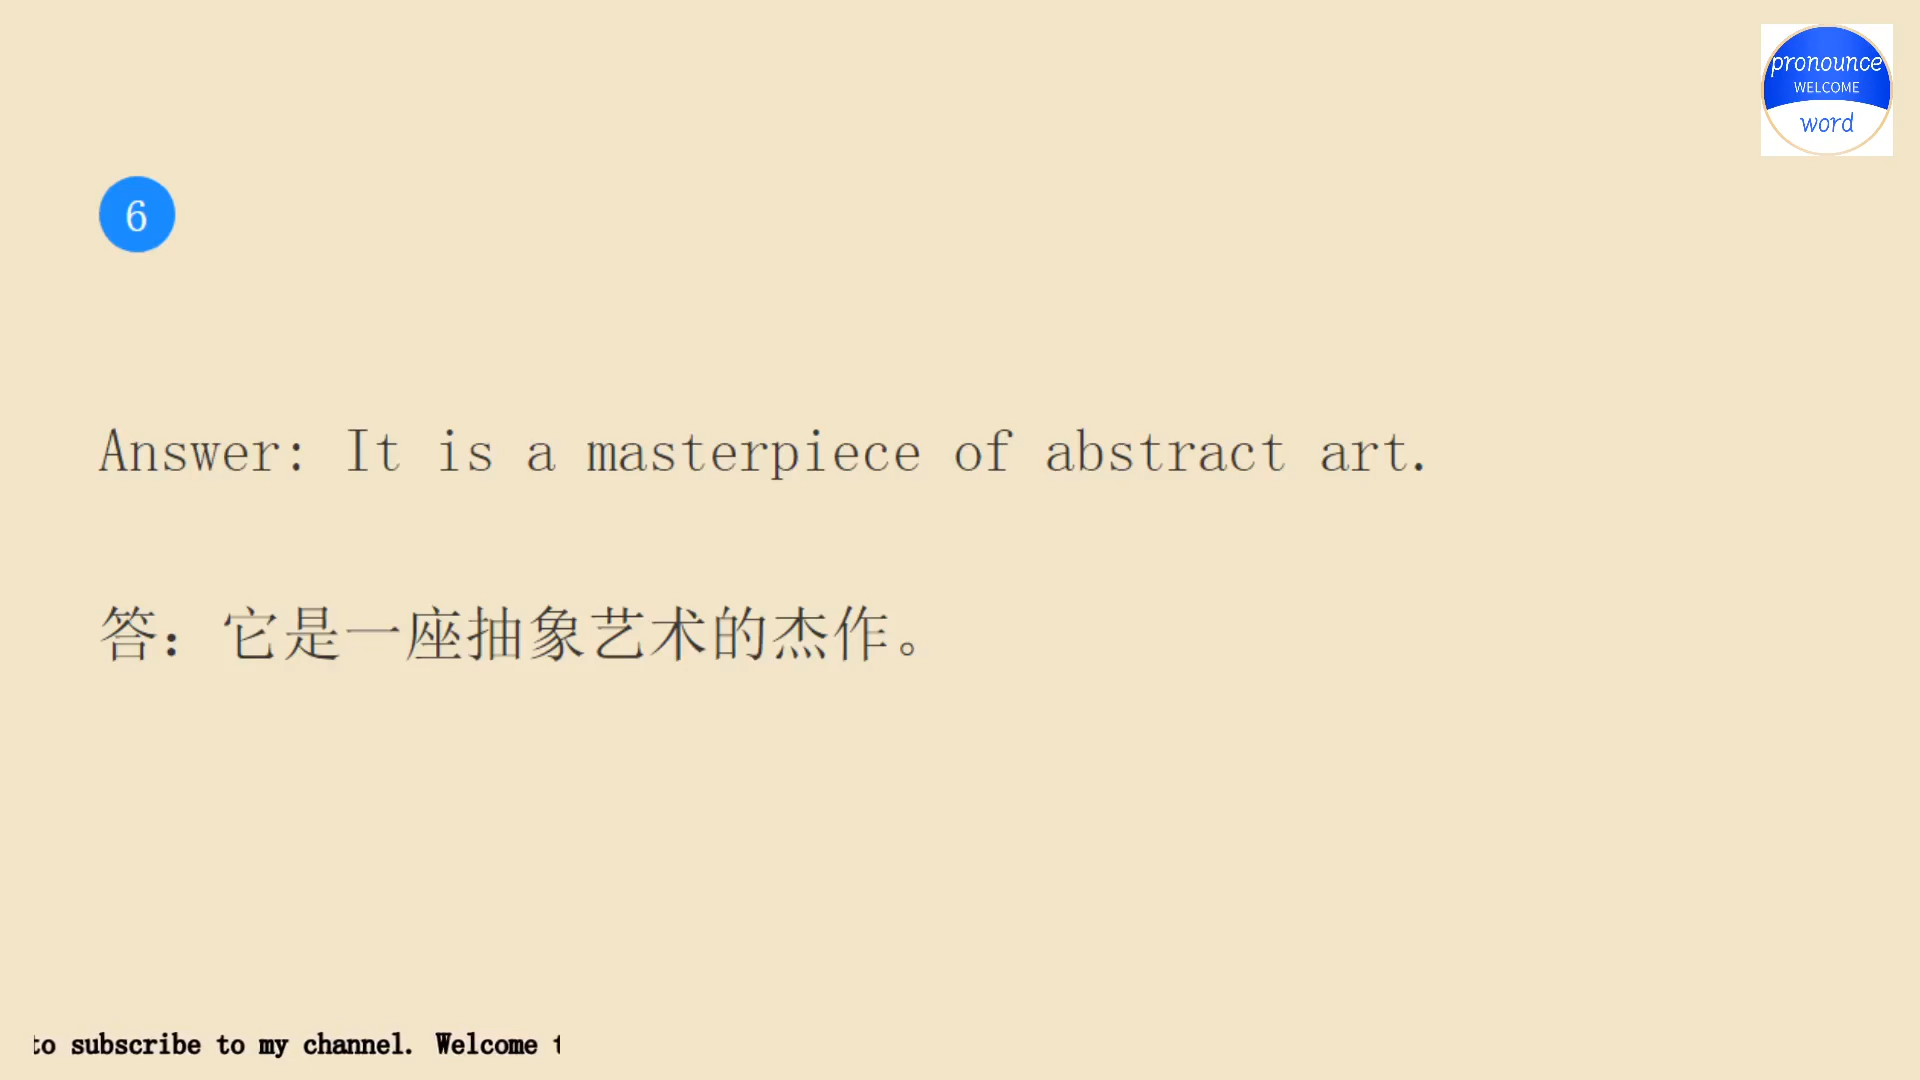 pronounce
WELCOME
word
6
Answer: It is a masterpiece of abstract art.
答：它是一座抽象艺术的杰作。
to subscribe to my channel. Welcome t